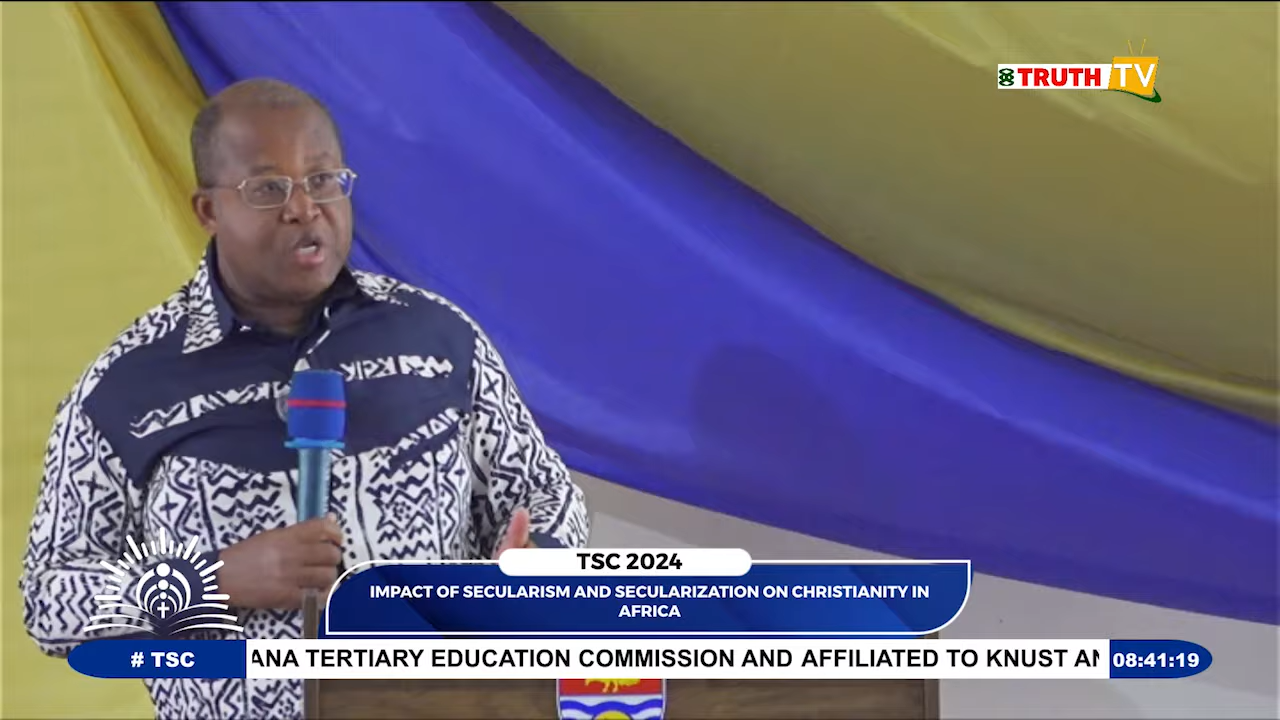 TRUTH TV
TSC 2024
IMPACT OF SECULARISM AND SECULARIZATION ON CHRISTIANITY IN
AFRICA
# TSC
ANA TERTIARY EDUCATION COMMISSION AND AFFILIATED TO KNUST AN
08:41:19